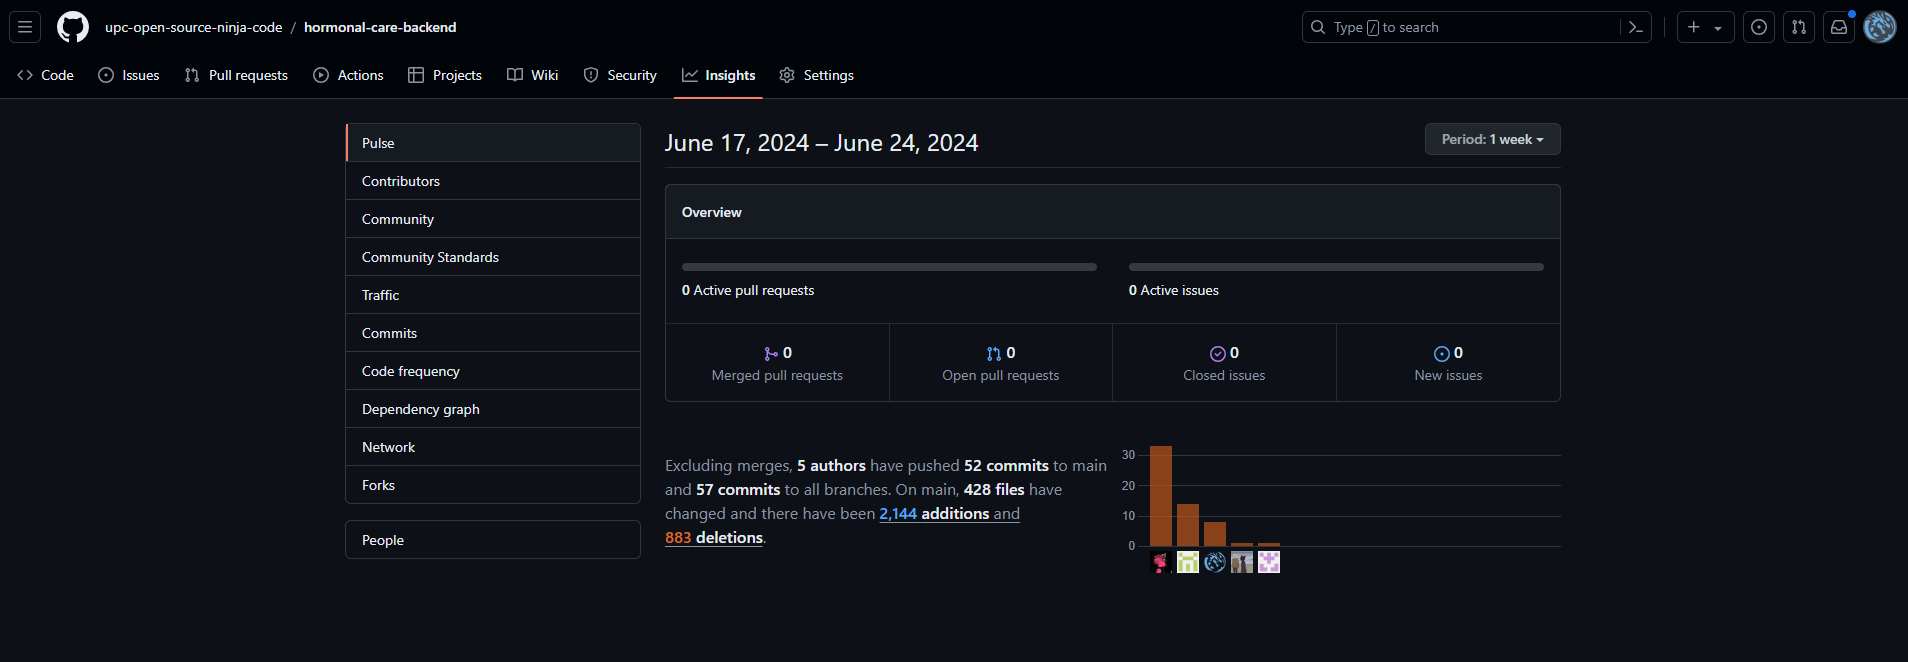 upc-open-source-ninja-code / hormonal-care-backend
Type / to search
Code Issues Pull requests Actions Projects Wiki Security Insights Settings
Pulse
Contributors
Community
Community Standards
Traffic
Commits
Code frequency
Dependency graph
Network
Forks
People
June 17, 2024 – June 24, 2024
Period: 1 week
Overview
0 Active pull requests
0 Active issues
0
Merged pull requests
0
Open pull requests
0
Closed issues
0
New issues
Excluding merges, 5 authors have pushed 52 commits to main
and 57 commits to all branches. On main, 428 files have
changed and there have been 2,144 additions and
883 deletions.
30
20
10
0